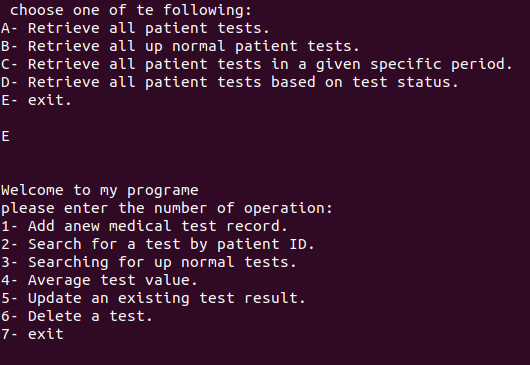 choose one of te following:
A- Retrieve all patient tests.
B- Retrieve all up normal patient tests.
C- Retrieve all patient tests in a given specific period.
D- Retrieve all patient tests based on test status.
E- exit.
E
Welcome to my programe
please enter the number of operation:
1- Add anew medical test record.
2- Search for a test by patient ID.
3- Searching for up normal tests.
4- Average test value.
5- Update an existing test result.
6- Delete a test.
7- exit